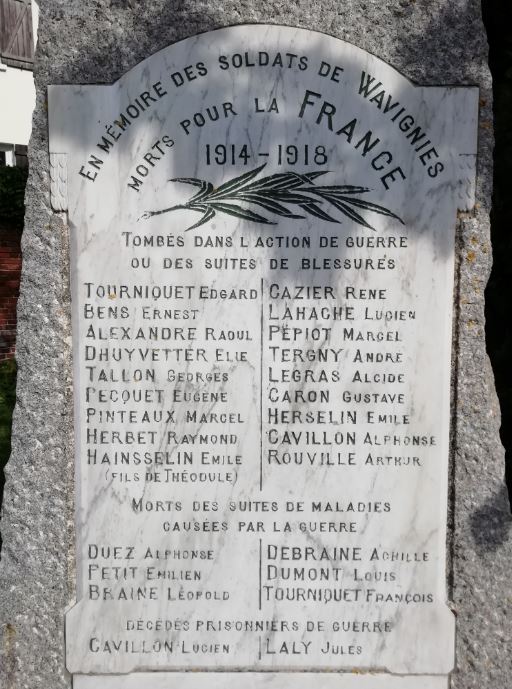 EN MÉMOIRE DES SOLDATS DE WAVIGNIES
MORTS POUR LA FRANCE
1914-1918
TOMBÉS DANS L'ACTION DE GUERRE
OU DES SUITES DE BLESSURES
TOURNIQUET EDGARD
BENS ERNEST
ALEXANDRE RAOUL
DHUYVETTER ELIE
TALLON GEORGES
PECQUET EUGÈNE
PINTEAUX MARCEL
HERBET RAYMOND
HAINSSELIN EMILE
(FILS DE THÉODULE)
CAZIER RENÉ
LAHACHE LUCIEN
PÉPIOT MARCEL
TERGNY ANDRÉ
LEGRAS ALCIDE
CARON GUSTAVE
HERSELIN EMILE
CAVILLON ALPHONSE
ROUVILLE ARTHUR
MORTS DES SUITES DE MALADIES
CAUSÉES PAR LA GUERRE
DUEZ ALPHONSE
PETIT EMILIEN
BRAINE LÉOPOLD
DEBRAINE ACHILLE
DUMONT LOUIS
TOURNIQUET FRANÇOIS
DÉCÉDÉS PRISONNIERS DE GUERRE
CAVILLON LUCIEN
LALY JULES